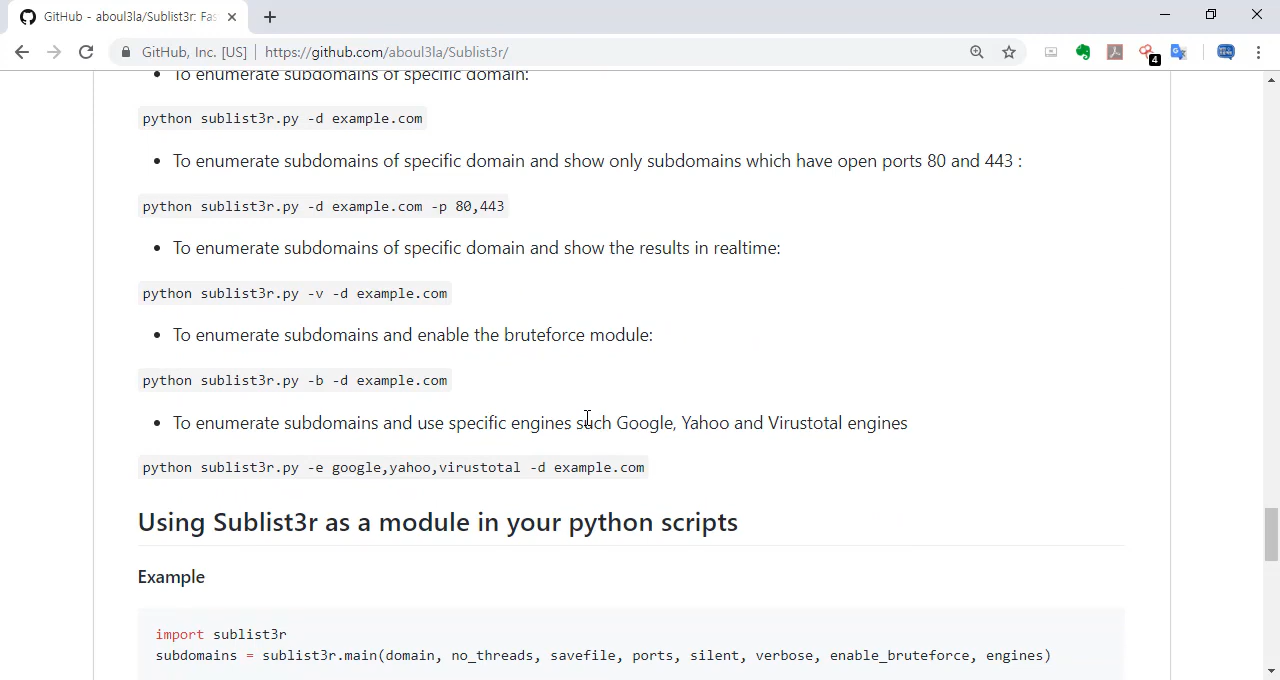 GitHub - aboul3la/Sublist3r: Fas
GitHub, Inc. [US] | https://github.com/aboul3la/Sublist3r/
4
To enumerate subdomains of specific domain:
python sublist3r.py -d example.com
To enumerate subdomains of specific domain and show only subdomains which have open ports 80 and 443 :
python sublist3r.py -d example.com -p 80,443
To enumerate subdomains of specific domain and show the results in realtime:
python sublist3r.py -v -d example.com
To enumerate subdomains and enable the bruteforce module:
python sublist3r.py -b -d example.com
To enumerate subdomains and use specific engines such Google, Yahoo and Virustotal engines
python sublist3r.py -e google,yahoo,virustotal -d example.com
Using Sublist3r as a module in your python scripts
Example
import sublist3r
subdomains = sublist3r.main(domain, no_threads, savefile, ports, silent, verbose, enable_bruteforce, engines)